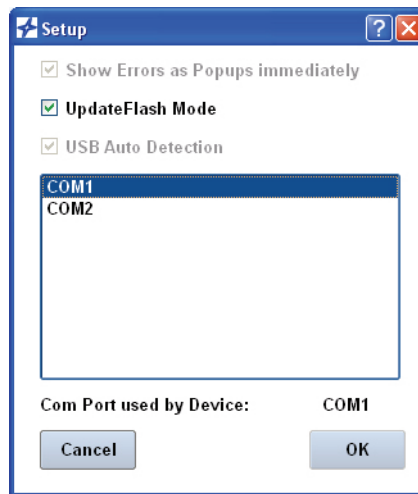 Setup
Show Errors as Popups immediately
UpdateFlash Mode
USB Auto Detection
COM1
COM2
Com Port used by Device: COM1
Cancel OK